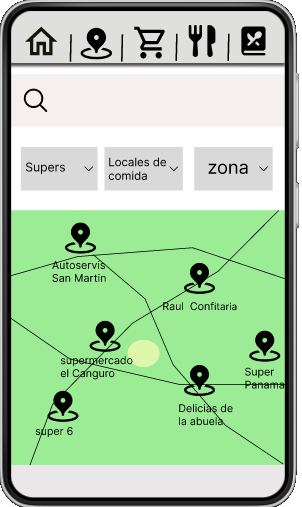 Supers
Locales de
comida
zona
Autoservis
San Martin
Raul Confitaria
supermercado
el Canguro
Super
Panama
Delicias de
la abuela
super 6